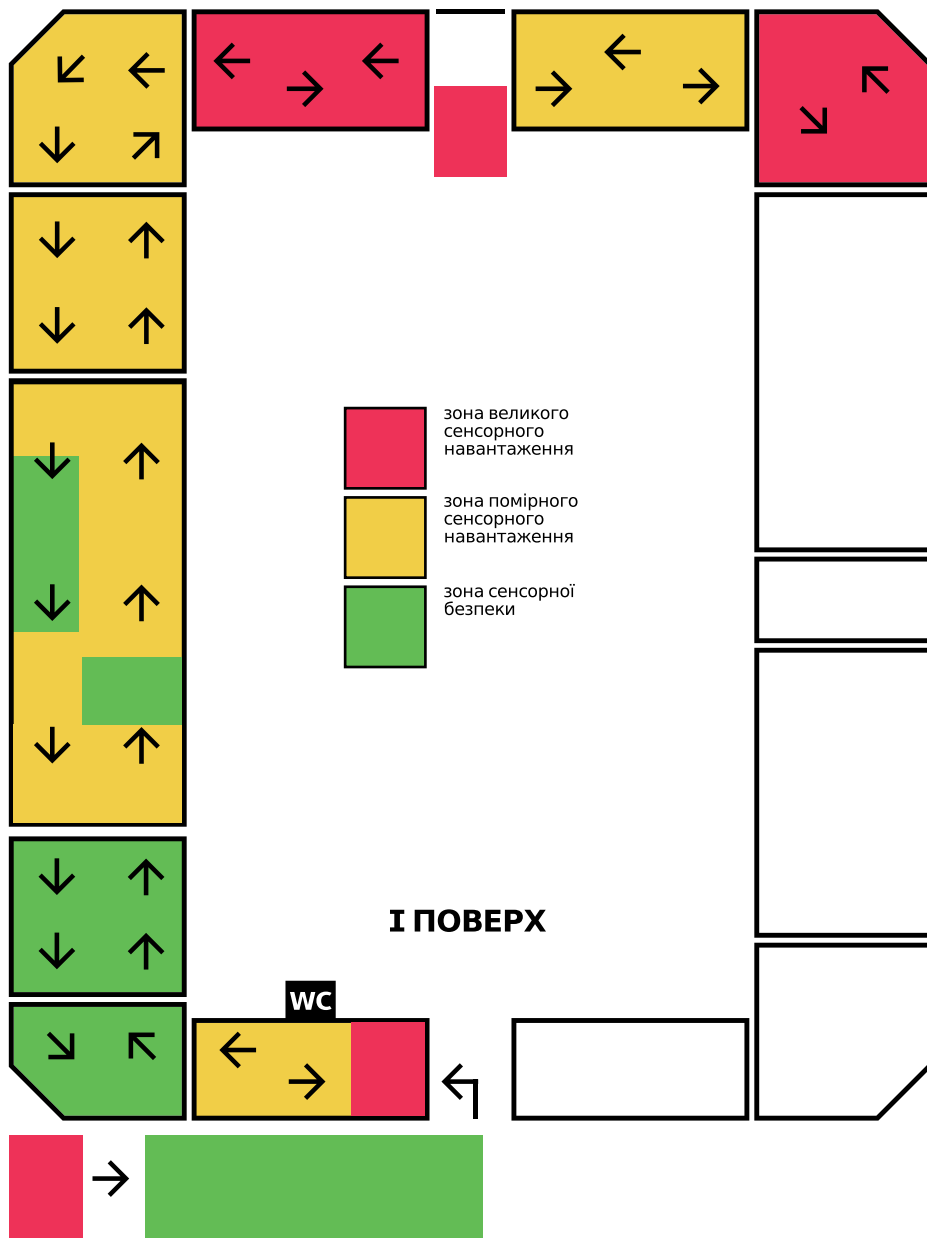 зона великого
сенсорного
навантаження
зона помірного
сенсорного
навантаження
зона сенсорної
безпеки
І ПОВЕРХ
WC